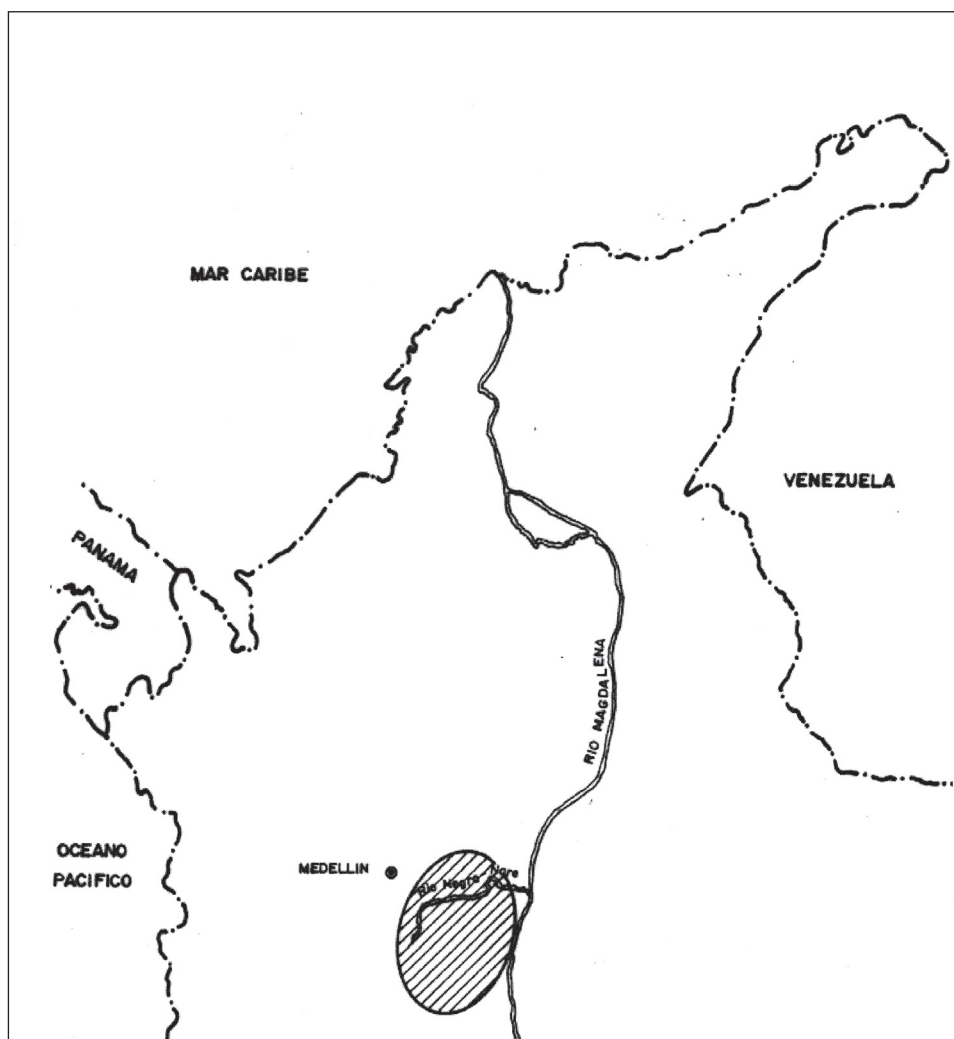 MAR CARIBE
VENEZUELA
PANAMA
RIO MAGDALENA
OCEANO
PACIFICO
MEDELLIN
Rio Negro - Nare